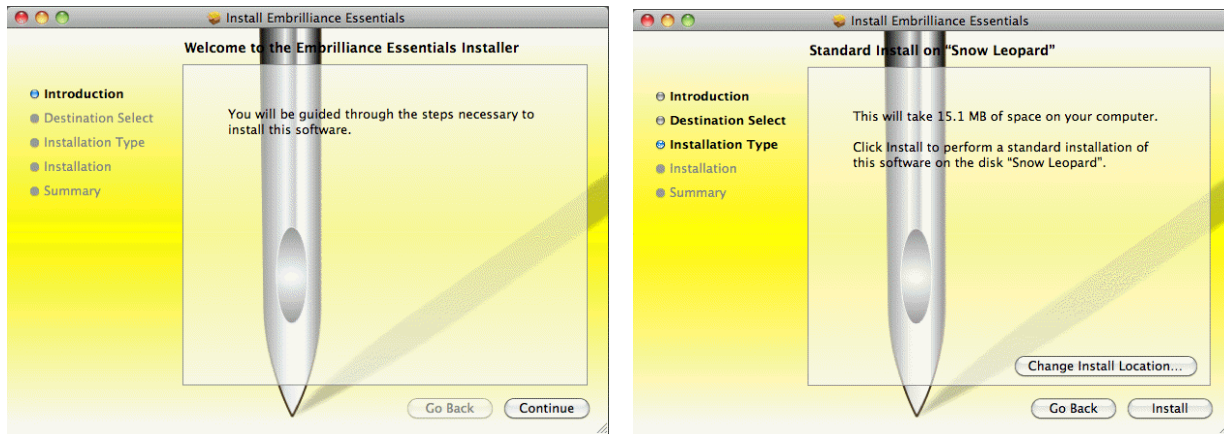 Install Embrilliance Essentials
Welcome to the Embrilliance Essentials Installer
Introduction
Destination Select
Installation Type
Installation
Summary
You will be guided through the steps necessary to
install this software.
Go Back
Continue
Install Embrilliance Essentials
Standard Install on “Snow Leopard”
Introduction
Destination Select
Installation Type
Installation
Summary
This will take 15.1 MB of space on your computer.
Click Install to perform a standard installation of
this software on the disk “Snow Leopard”.
Change Install Location...
Go Back
Install